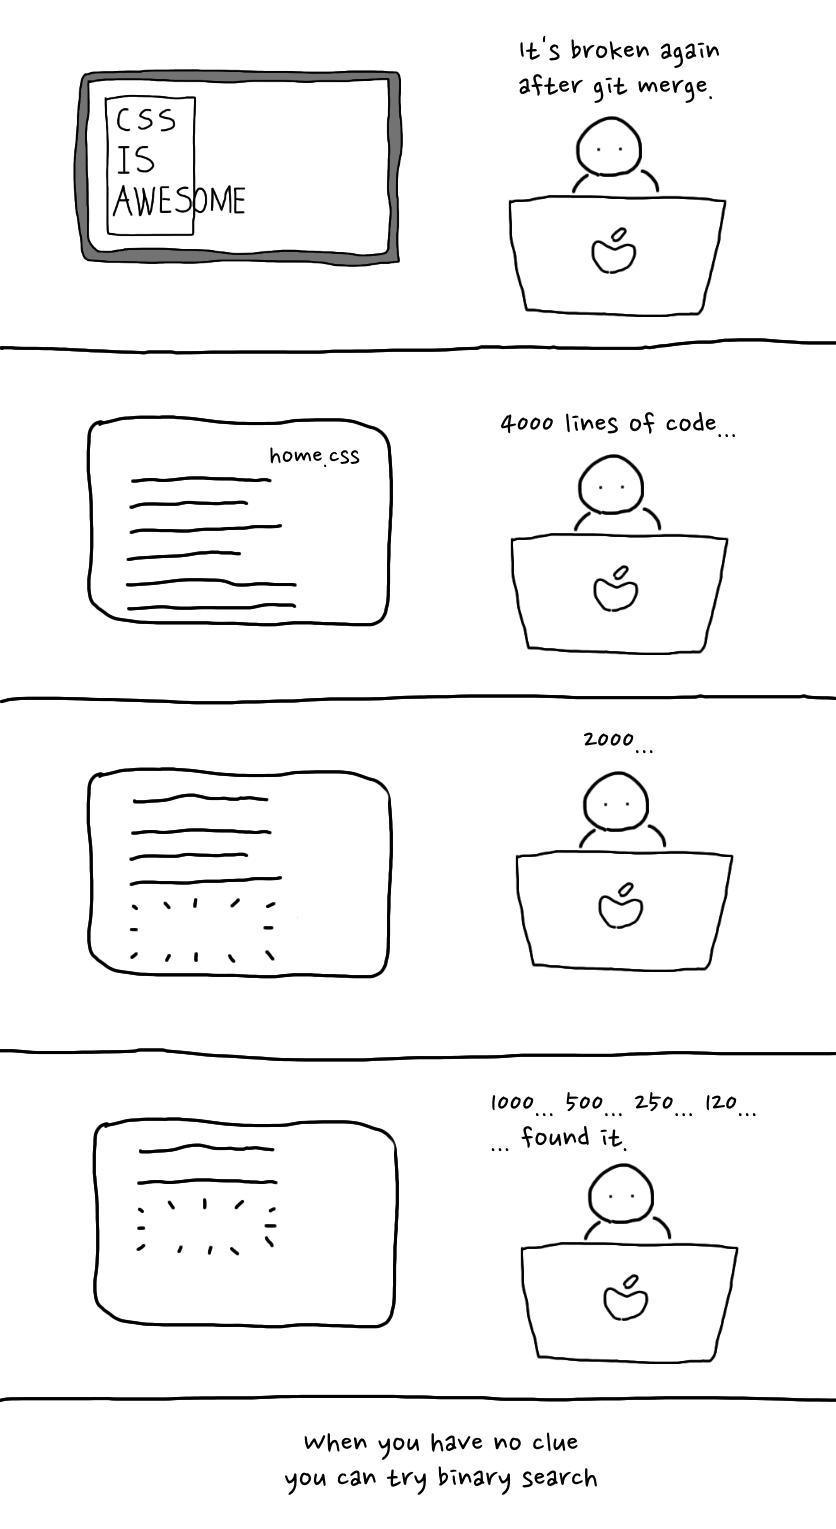 CSS
IS
AWESOME
It's broken again
after git merge.
home.css
4000 lines of code...
2000...
1000... 500... 250... 120...
... found it.
When you have no clue
you can try binary search